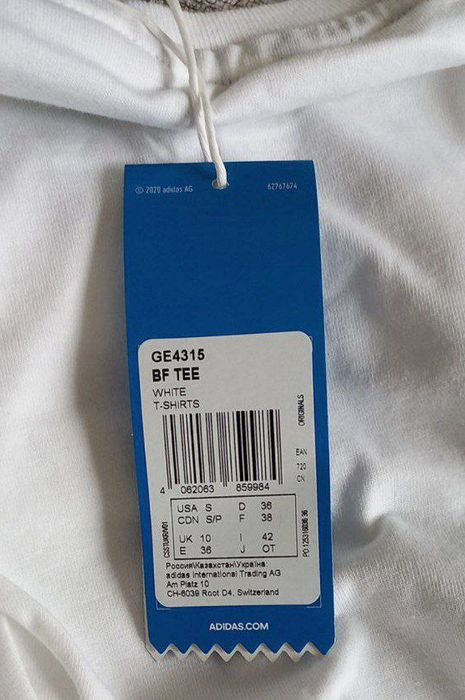 © 2020 adidas AG 62767674
GE4315
BF TEE
WHITE
T-SHIRTS
ORIGINALS
4 062063 859984
EAN
720
CN
USA S D 36
CDN S/P F 38
UK 10 I 42
E 36 J OT
Россия\Казахстан\Україна
adidas International Trading AG
Am Platz 10
CH-6039 Root D4, Switzerland
ADIDAS.COM